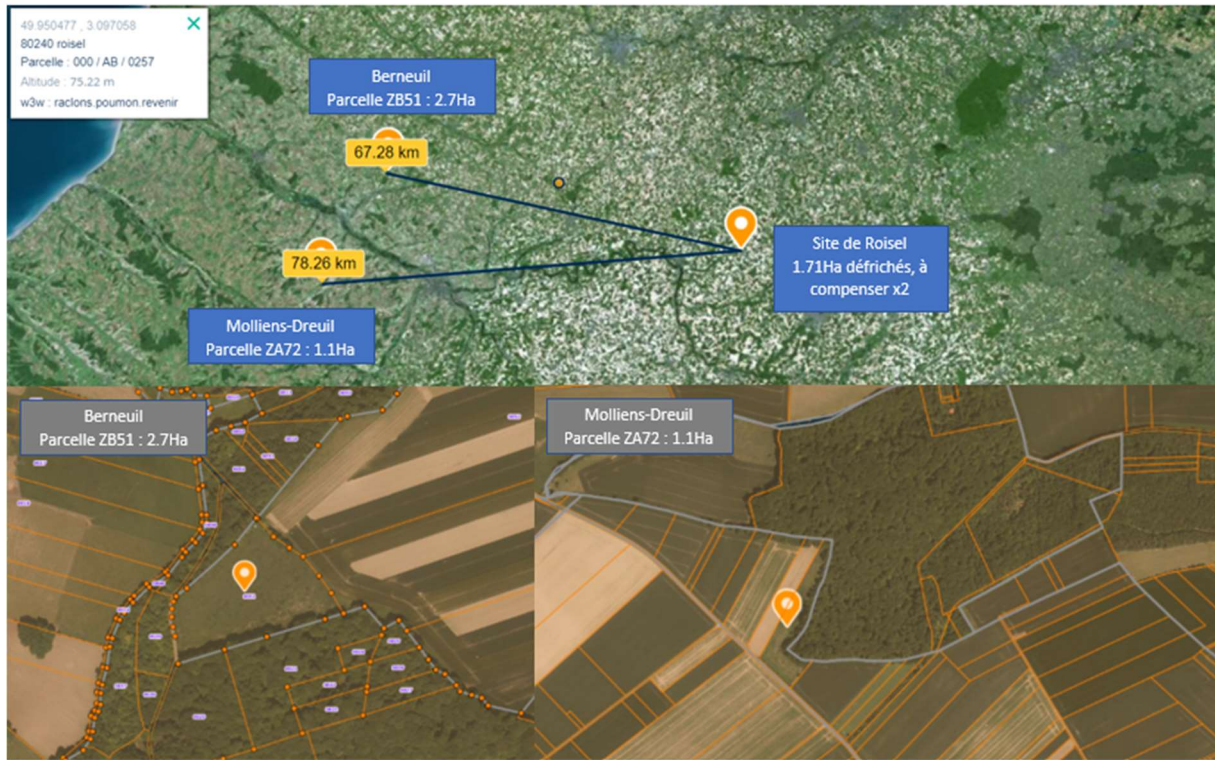 49.950477 , 3.097058
80240 roisel
Parcelle : 000 / AB / 0257
Altitude : 75.22 m
w3w : raclons.poumon.revenir
Berneuil
Parcelle ZB51 : 2.7Ha
67.28 km
78.26 km
Site de Roisel
1.71Ha défrichés, à
compenser x2
Molliens-Dreuil
Parcelle ZA72 : 1.1Ha
Berneuil
Parcelle ZB51 : 2.7Ha
Molliens-Dreuil
Parcelle ZA72 : 1.1Ha